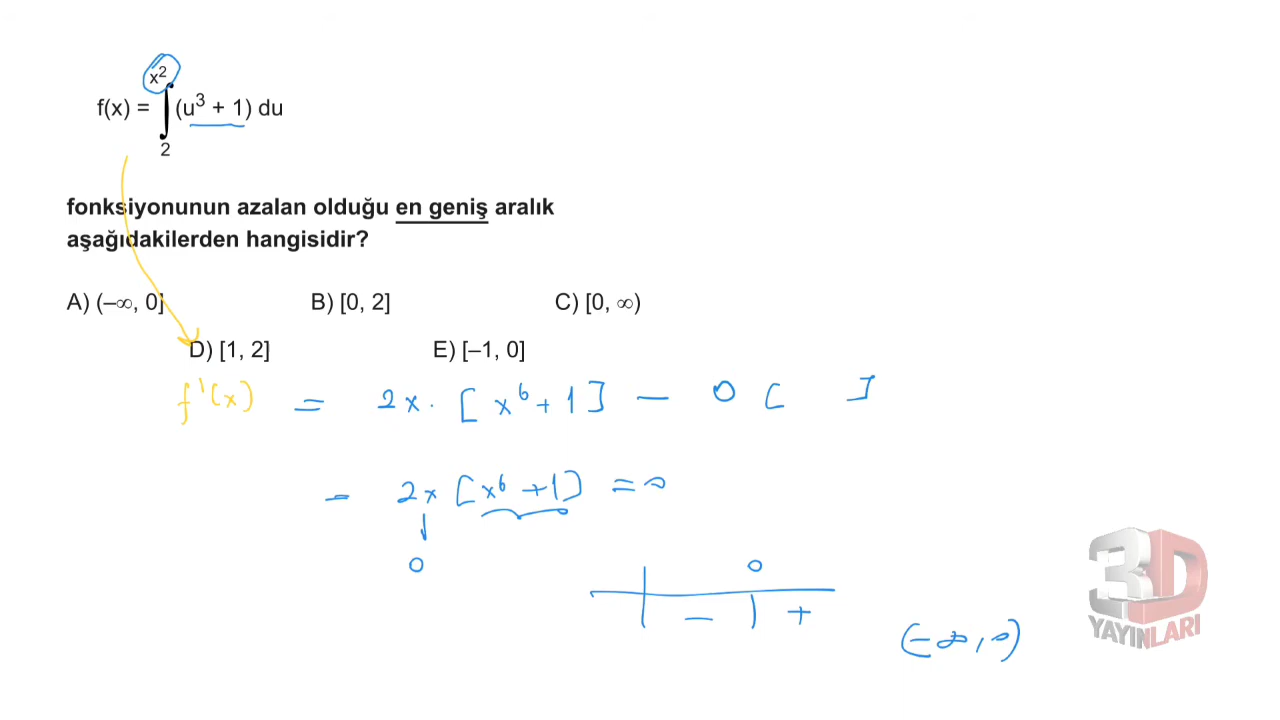 x²
f(x) = ∫ (u³ + 1) du
2
fonksiyonunun azalan olduğu en geniş aralık
aşağıdakilerden hangisidir?
A) (–∞, 0] B) [0, 2] C) [0, ∞)
D) [1, 2] E) [–1, 0]
f'(x) = 2x · [x⁶ + 1] – 0 [ ]
= 2x [x⁶ + 1] = 0
0
0
– +
(–∞, 0)
3D
YAYINLARI